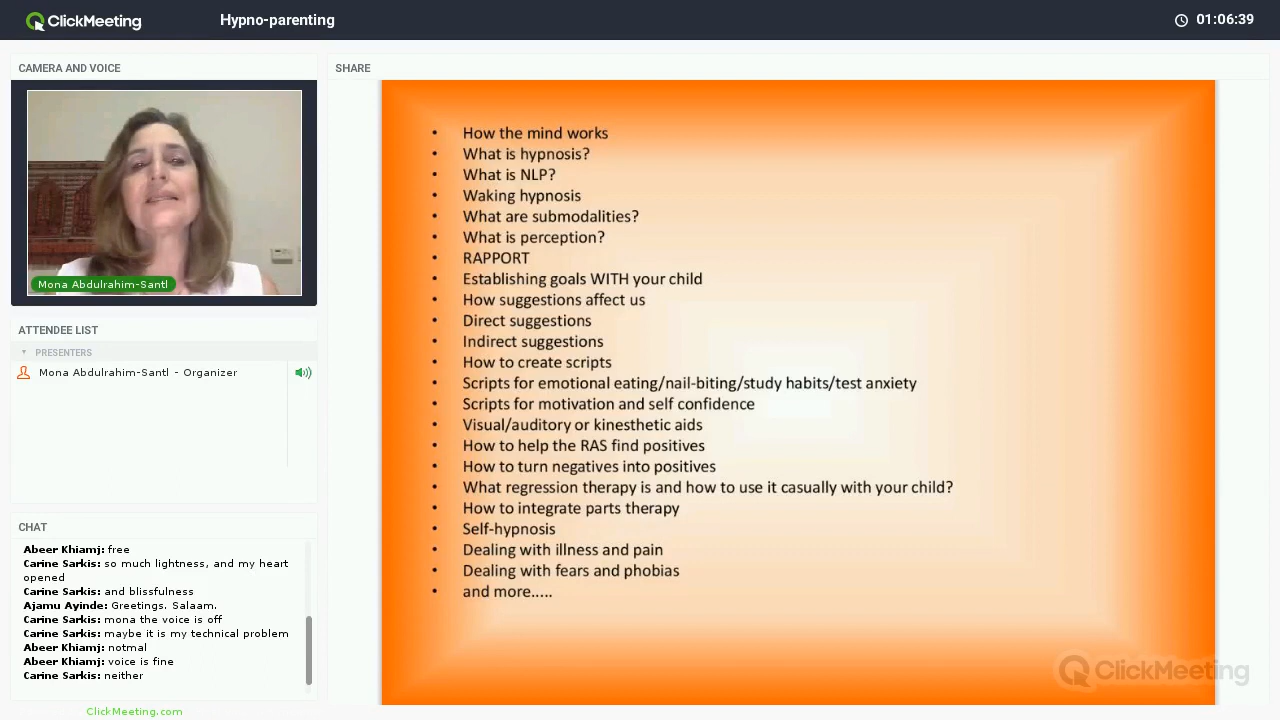 ClickMeeting
Hypno-parenting
01:06:39
CAMERA AND VOICE
SHARE
Mona Abdulrahim-Santl
ATTENDEE LIST
PRESENTERS
Mona Abdulrahim-Santl - Organizer
CHAT
Abeer Khiamj: free
Carine Sarkis: so much lightness, and my heart
opened
Carine Sarkis: and blissfulness
Ajamu Ayinde: Greetings. Salaam.
Carine Sarkis: mona the voice is off
Carine Sarkis: maybe it is my technical problem
Abeer Khiamj: notmal
Abeer Khiamj: voice is fine
Carine Sarkis: neither
ClickMeeting.com
• How the mind works
• What is hypnosis?
• What is NLP?
• Waking hypnosis
• What are submodalities?
• What is perception?
• RAPPORT
• Establishing goals WITH your child
• How suggestions affect us
• Direct suggestions
• Indirect suggestions
• How to create scripts
• Scripts for emotional eating/nail-biting/study habits/test anxiety
• Scripts for motivation and self confidence
• Visual/auditory or kinesthetic aids
• How to help the RAS find positives
• How to turn negatives into positives
• What regression therapy is and how to use it casually with your child?
• How to integrate parts therapy
• Self-hypnosis
• Dealing with illness and pain
• Dealing with fears and phobias
• and more.....
ClickMeeting